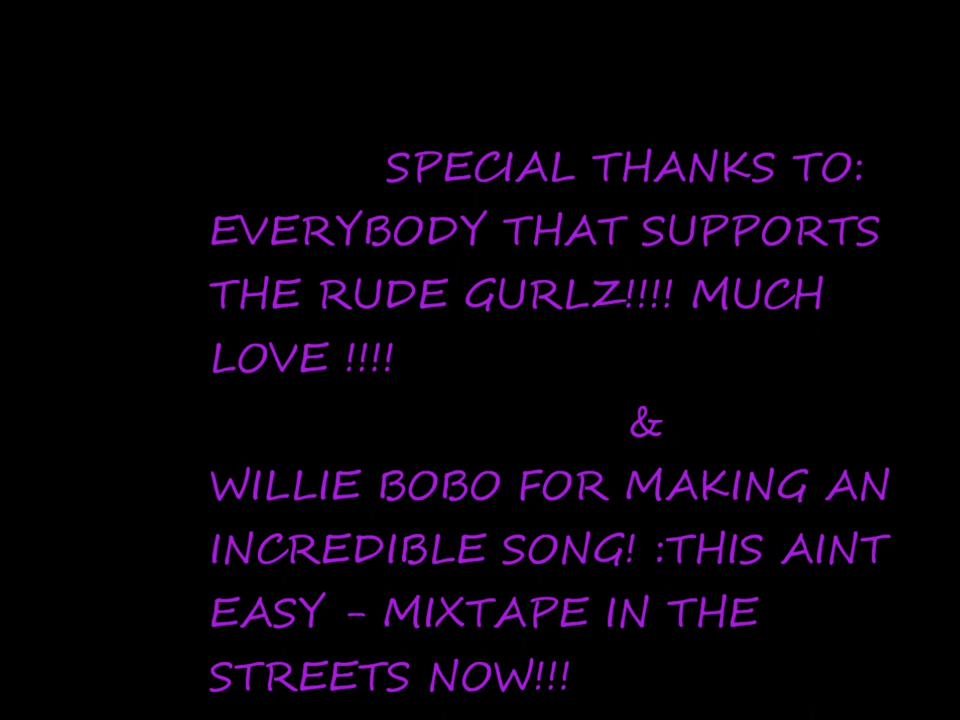 SPECIAL THANKS TO:
EVERYBODY THAT SUPPORTS
THE RUDE GURLZ!!!! MUCH
LOVE !!!!
&
WILLIE BOBO FOR MAKING AN
INCREDIBLE SONG! :THIS AINT
EASY - MIXTAPE IN THE
STREETS NOW!!!